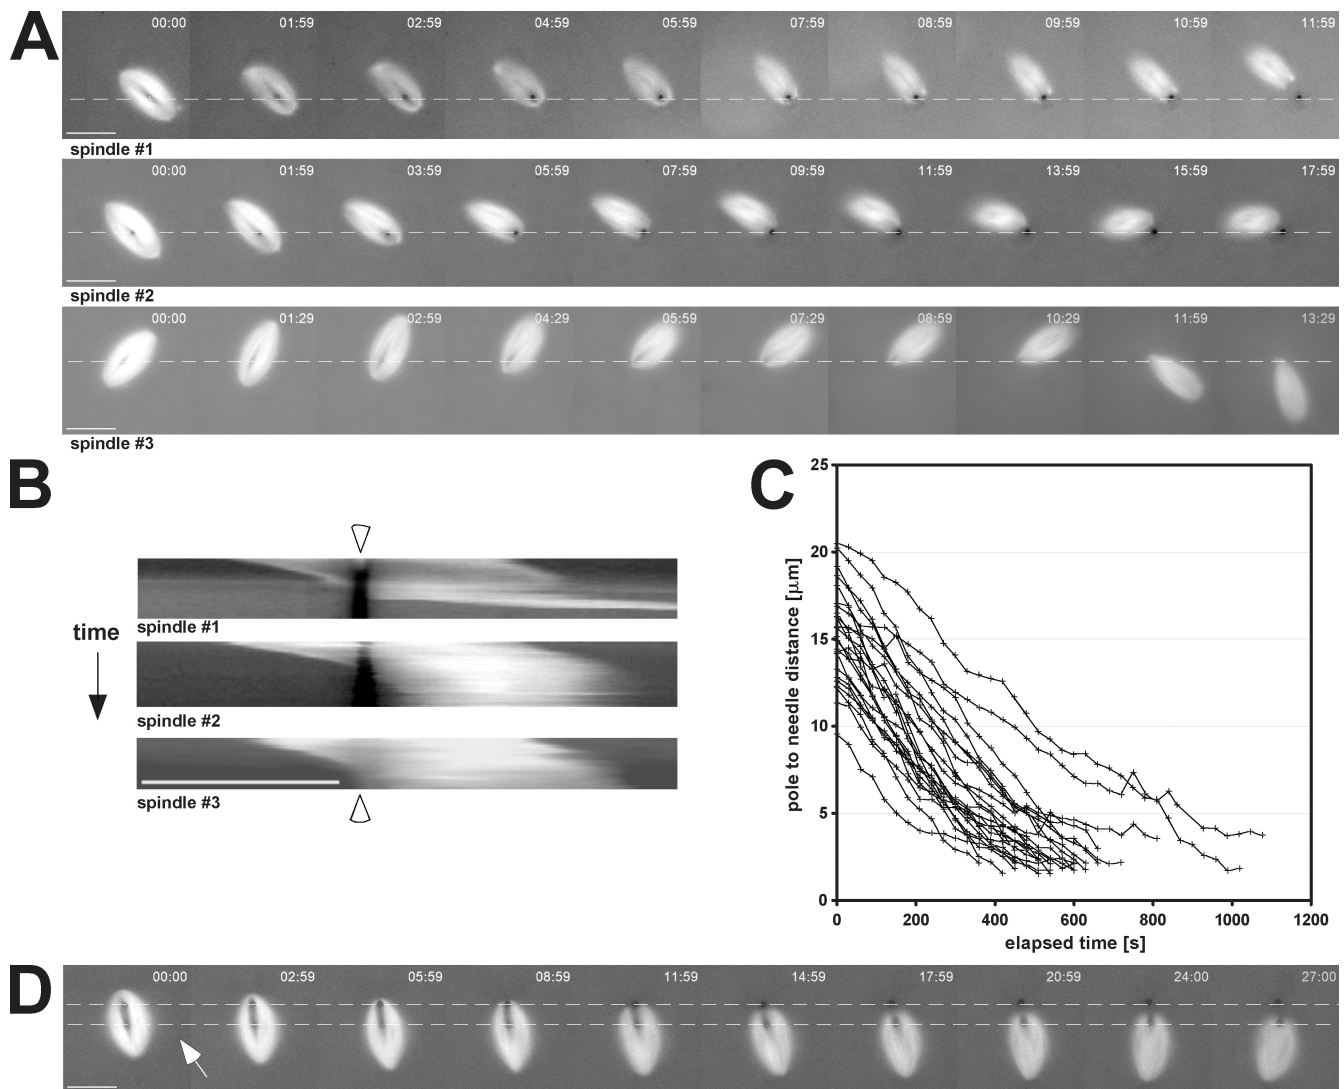 A
00:00 01:59 02:59 04:59 05:59 07:59 08:59 09:59 10:59 11:59
spindle #1
00:00 01:59 03:59 05:59 07:59 09:59 11:59 13:59 15:59 17:59
spindle #2
00:00 01:29 02:59 04:29 05:59 07:29 08:59 10:29 11:59 13:29
spindle #3
B
time
spindle #1
spindle #2
spindle #3
C
pole to needle distance [µm]
25
20
15
10
5
0
0 200 400 600 800 1000 1200
elapsed time [s]
D
00:00 02:59 05:59 08:59 11:59 14:59 17:59 20:59 24:00 27:00